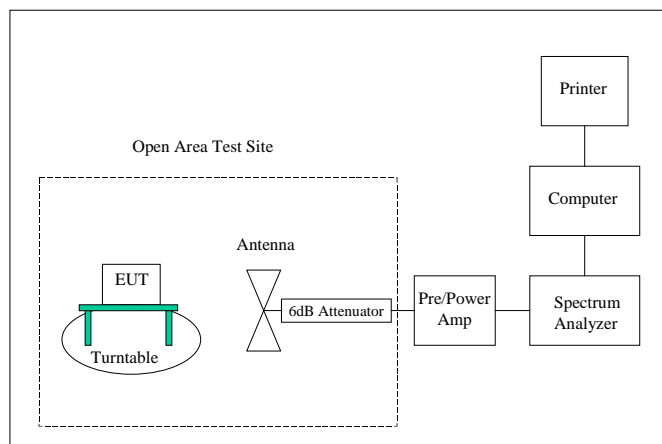 Printer
Open Area Test Site
Computer
Antenna
EUT
6dB Attenuator
Pre/Power
Amp
Spectrum
Analyzer
Turntable